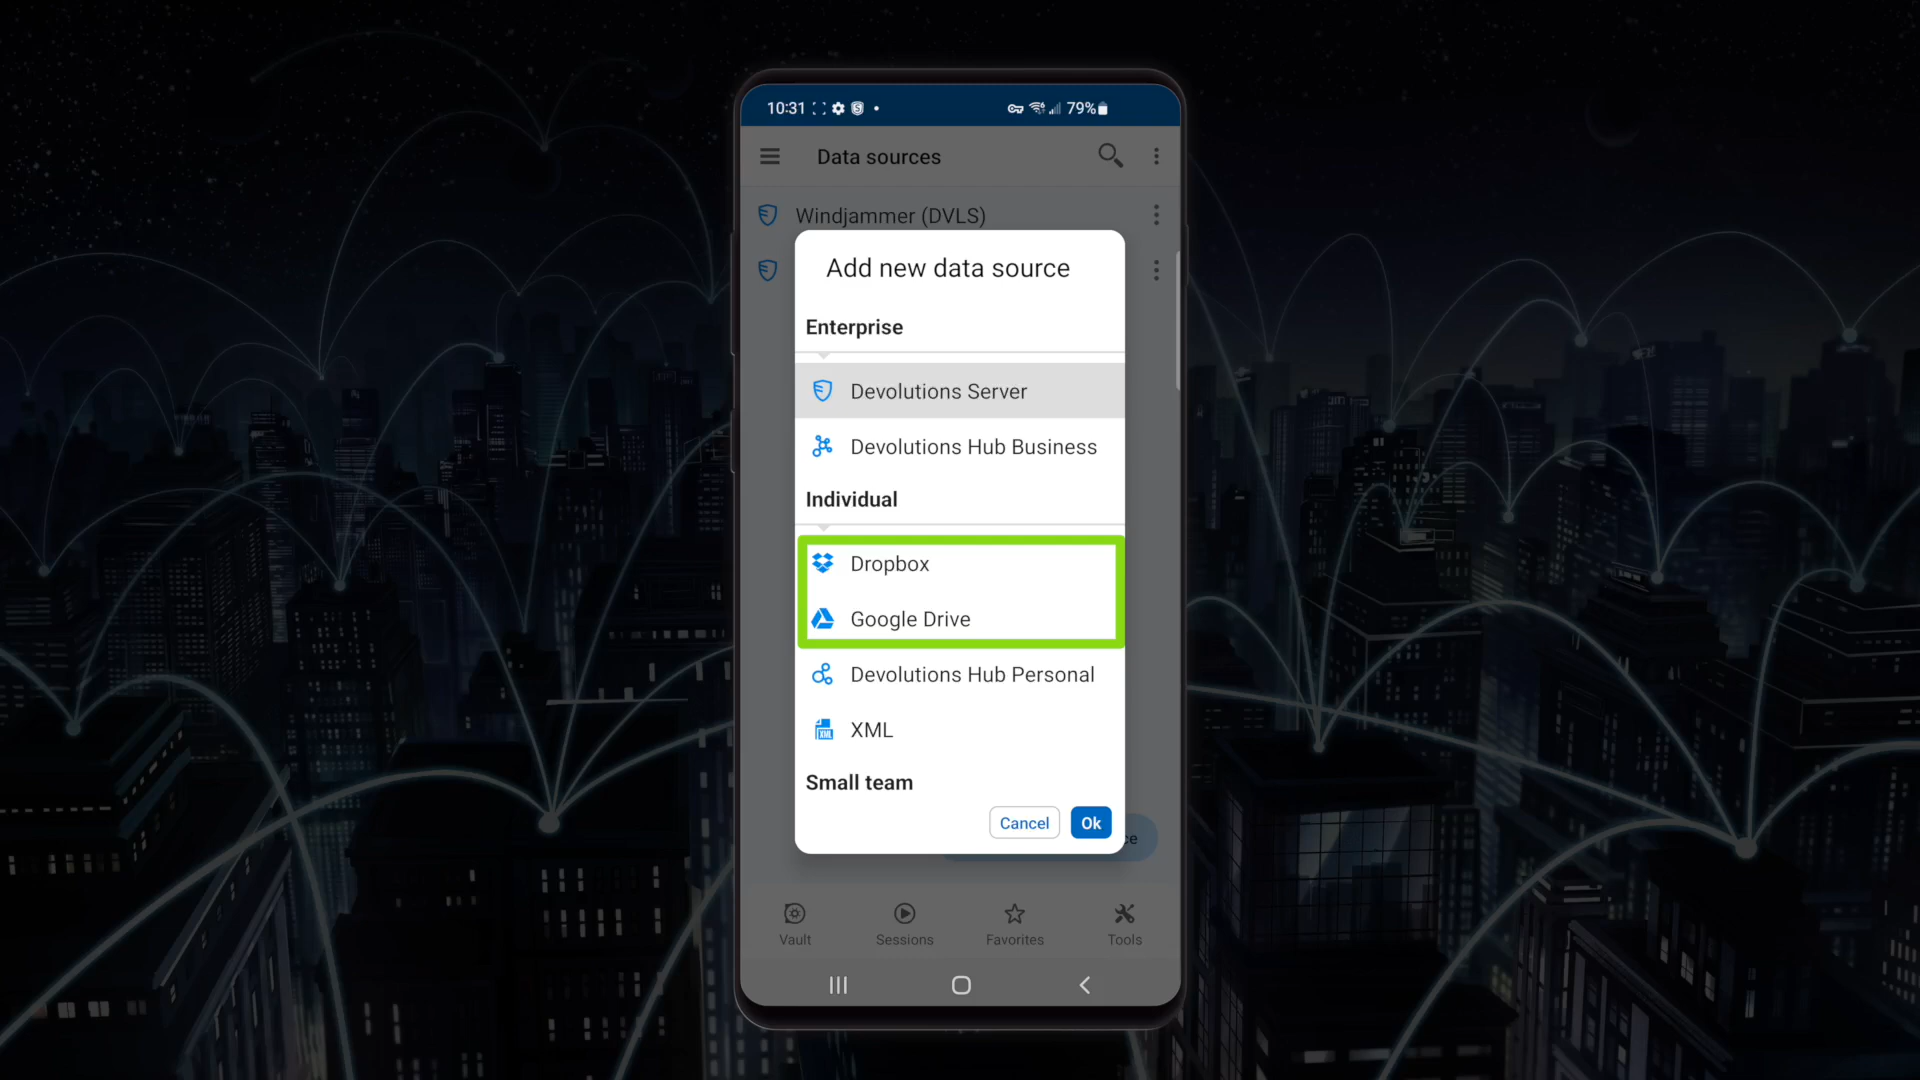 10:31
79%
Data sources
Windjammer (DVLS)
Add new data source
Enterprise
Devolutions Server
Devolutions Hub Business
Individual
Dropbox
Google Drive
Devolutions Hub Personal
XML
Small team
Cancel
Ok
Vault
Sessions
Favorites
Tools